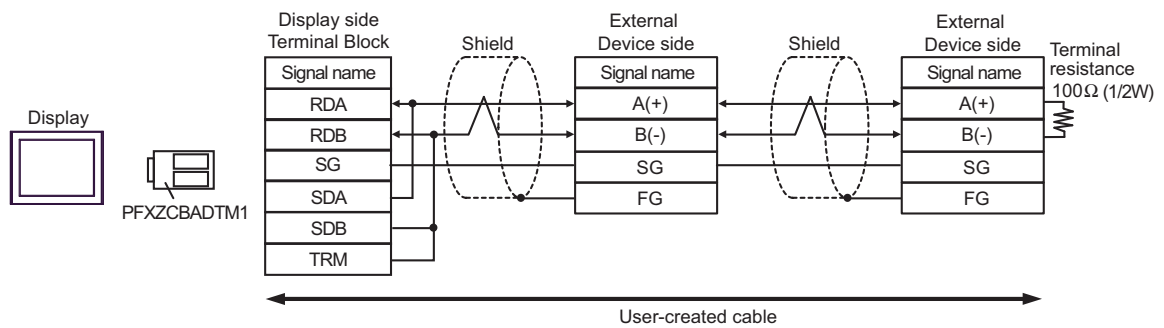 Display
PFXZCBADTM1
Display side
Terminal Block
Signal name
RDA
RDB
SG
SDA
SDB
TRM
Shield
External
Device side
Signal name
A(+)
B(-)
SG
FG
Shield
External
Device side
Signal name
A(+)
B(-)
SG
FG
Terminal
resistance
100Ω (1/2W)
User-created cable